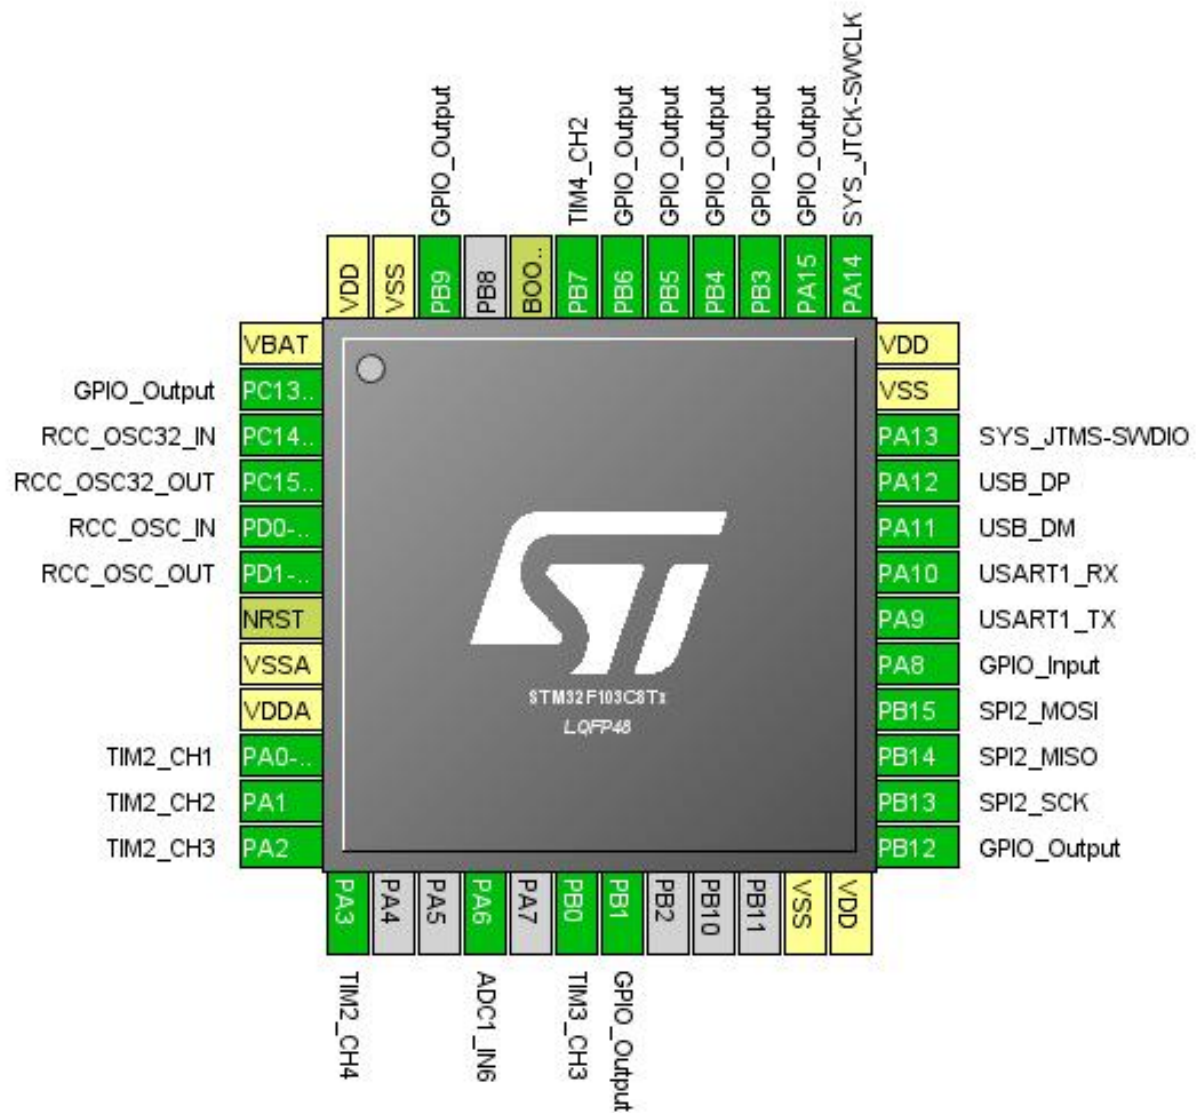 GPIO_Output
TIM4_CH2
GPIO_Output
GPIO_Output
GPIO_Output
GPIO_Output
GPIO_Output
SYS_JTCK-SWCLK
VDD
VSS
PB9
PB8
BOO..
PB7
PB6
PB5
PB4
PB3
PA15
PA14
VBAT
VDD
GPIO_Output PC13..
VSS
RCC_OSC32_IN PC14..
PA13 SYS_JTMS-SWDIO
RCC_OSC32_OUT PC15..
PA12 USB_DP
RCC_OSC_IN PD0-..
PA11 USB_DM
RCC_OSC_OUT PD1-..
PA10 USART1_RX
NRST
PA9 USART1_TX
VSSA
PA8 GPIO_Input
VDDA
PB15 SPI2_MOSI
TIM2_CH1 PA0-..
PB14 SPI2_MISO
TIM2_CH2 PA1
PB13 SPI2_SCK
TIM2_CH3 PA2
PB12 GPIO_Output
ST
STM32F103C8Tx
LQFP48
PA3
PA4
PA5
PA6
PA7
PB0
PB1
PB2
PB10
PB11
VSS
VDD
TIM2_CH4
ADC1_IN6
TIM3_CH3
GPIO_Output